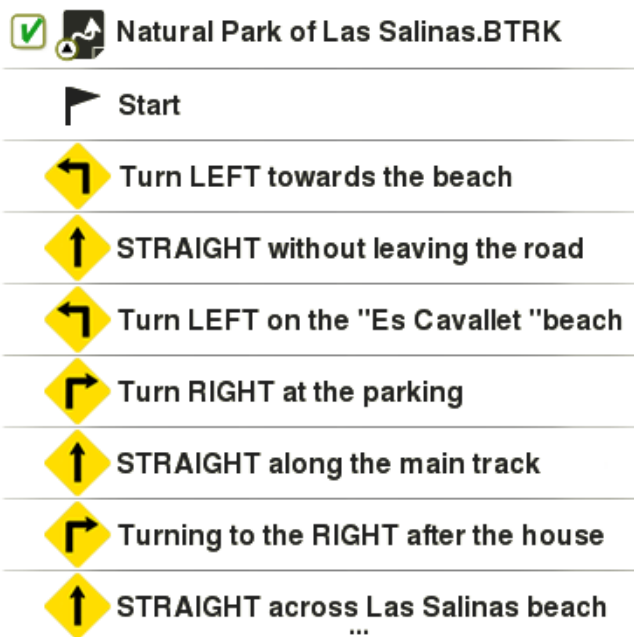 Natural Park of Las Salinas.BTRK
Start
Turn LEFT towards the beach
STRAIGHT without leaving the road
Turn LEFT on the "Es Cavallet "beach
Turn RIGHT at the parking
STRAIGHT along the main track
Turning to the RIGHT after the house
STRAIGHT across Las Salinas beach
...